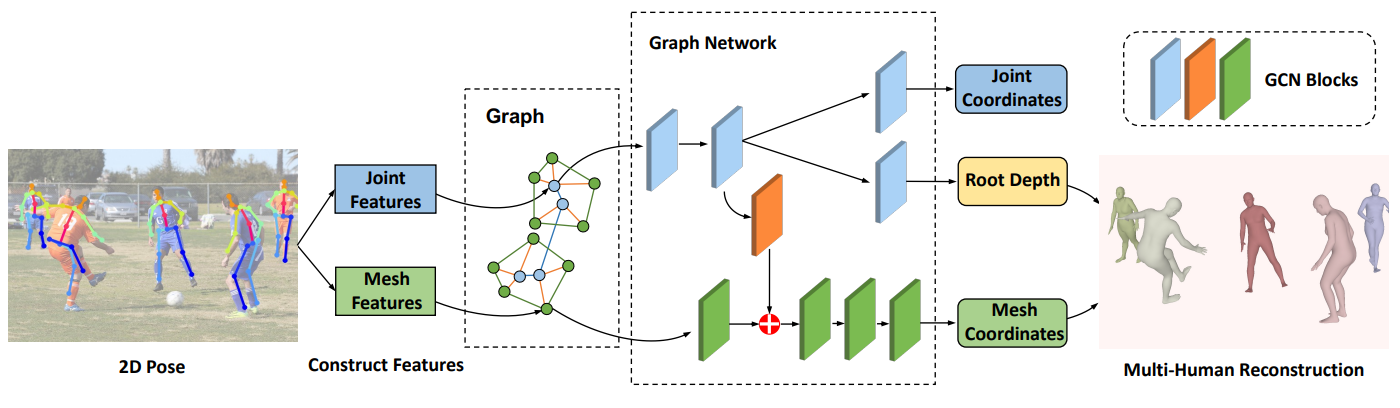 2D Pose
Joint
Features
Mesh
Features
Construct Features
Graph
Graph Network
Joint
Coordinates
Root Depth
Mesh
Coordinates
GCN Blocks
Multi-Human Reconstruction